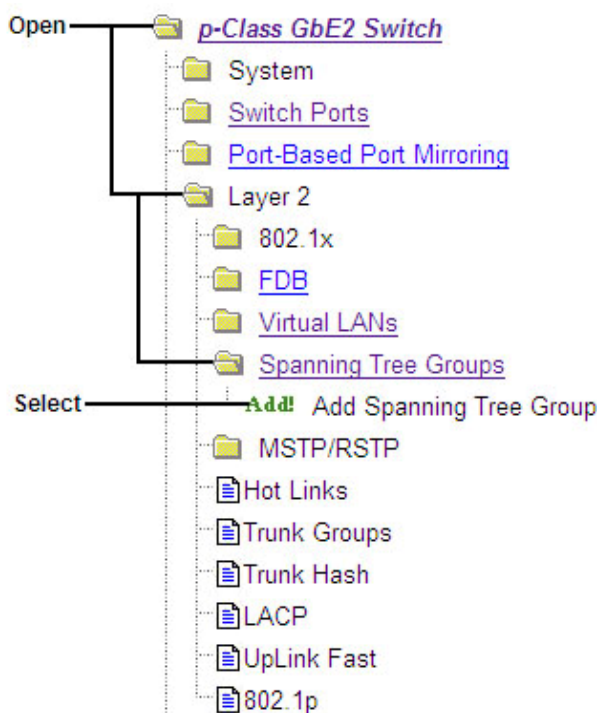 Open p-Class GbE2 Switch
System
Switch Ports
Port-Based Port Mirroring
Layer 2
802.1x
FDB
Virtual LANs
Spanning Tree Groups
Select Add! Add Spanning Tree Group
MSTP/RSTP
Hot Links
Trunk Groups
Trunk Hash
LACP
UpLink Fast
802.1p